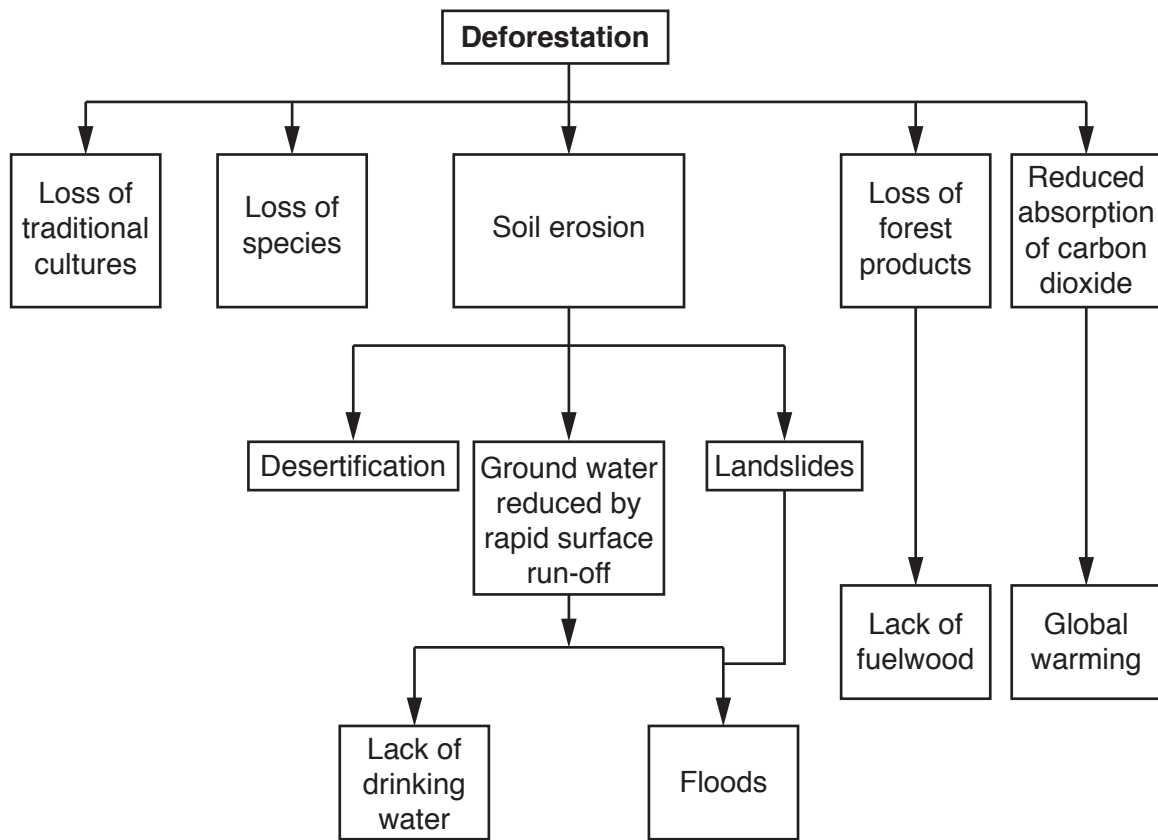 Deforestation
Loss of
traditional
cultures
Loss of
species
Soil erosion
Loss of
forest
products
Reduced
absorption
of carbon
dioxide
Desertification
Ground water
reduced by
rapid surface
run-off
Landslides
Lack of
fuelwood
Global
warming
Lack of
drinking
water
Floods